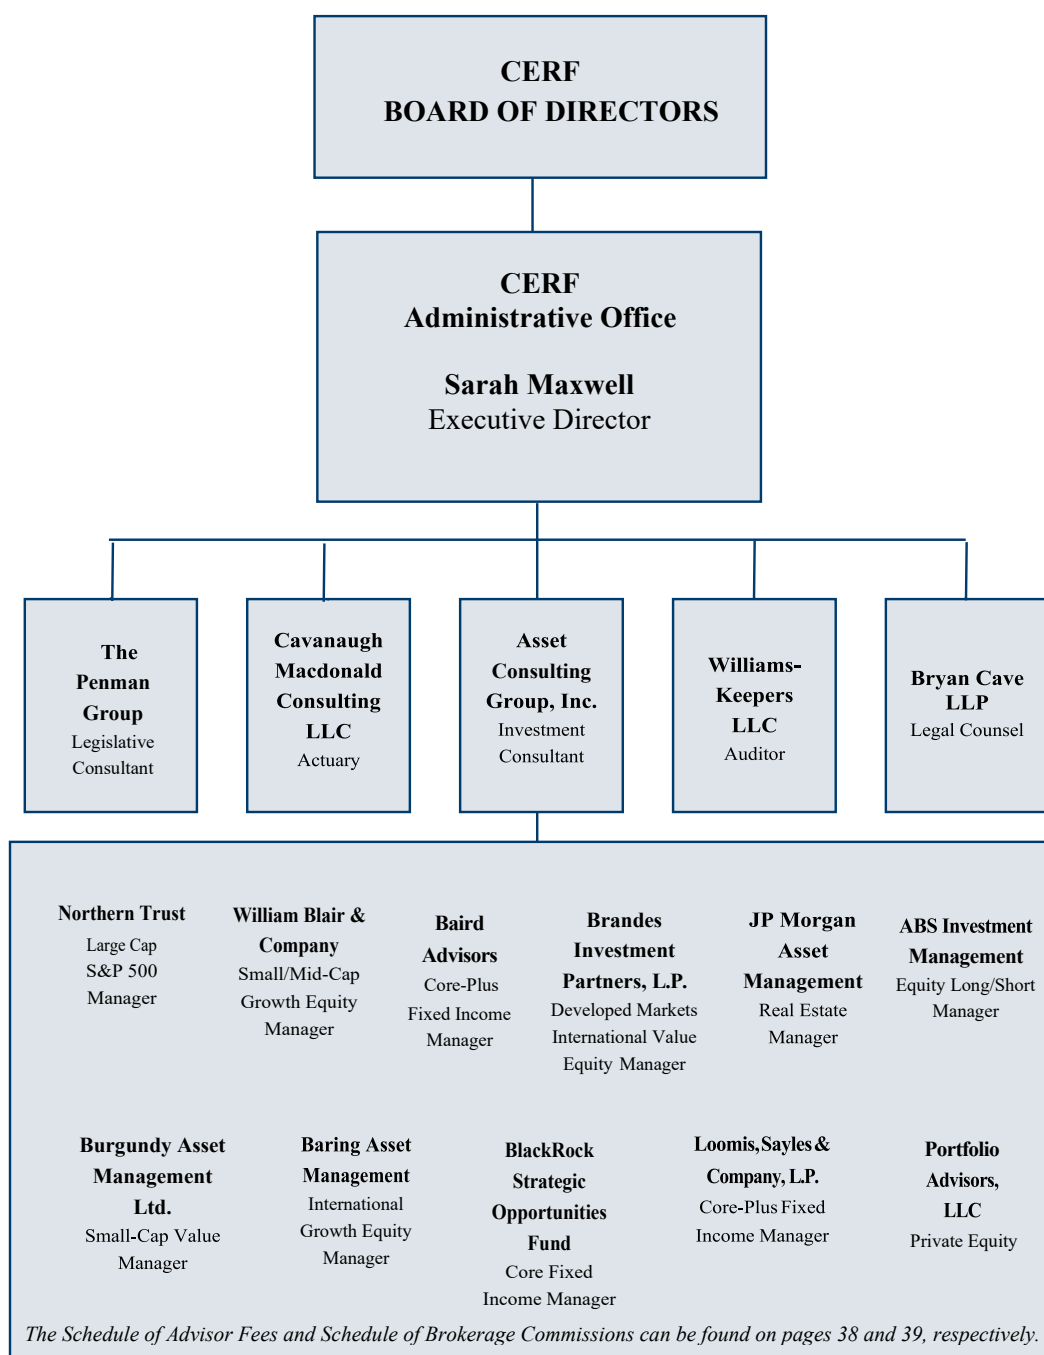 CERF
BOARD OF DIRECTORS
CERF
Administrative Office
Sarah Maxwell
Executive Director
The
Penman
Group
Legislative
Consultant
Cavanaugh
Macdonald
Consulting
LLC
Actuary
Asset
Consulting
Group, Inc.
Investment
Consultant
Williams-
Keepers
LLC
Auditor
Bryan Cave
LLP
Legal Counsel
Northern Trust
Large Cap
S&P 500
Manager
William Blair &
Company
Small/Mid-Cap
Growth Equity
Manager
Baird
Advisors
Core-Plus
Fixed Income
Manager
Brandes
Investment
Partners, L.P.
Developed Markets
International Value
Equity Manager
JP Morgan
Asset
Management
Real Estate
Manager
ABS Investment
Management
Equity Long/Short
Manager
Burgundy Asset
Management
Ltd.
Small-Cap Value
Manager
Baring Asset
Management
International
Growth Equity
Manager
BlackRock
Strategic
Opportunities
Fund
Core Fixed
Income Manager
Loomis, Sayles &
Company, L.P.
Core-Plus Fixed
Income Manager
Portfolio
Advisors,
LLC
Private Equity
The Schedule of Advisor Fees and Schedule of Brokerage Commissions can be found on pages 38 and 39, respectively.